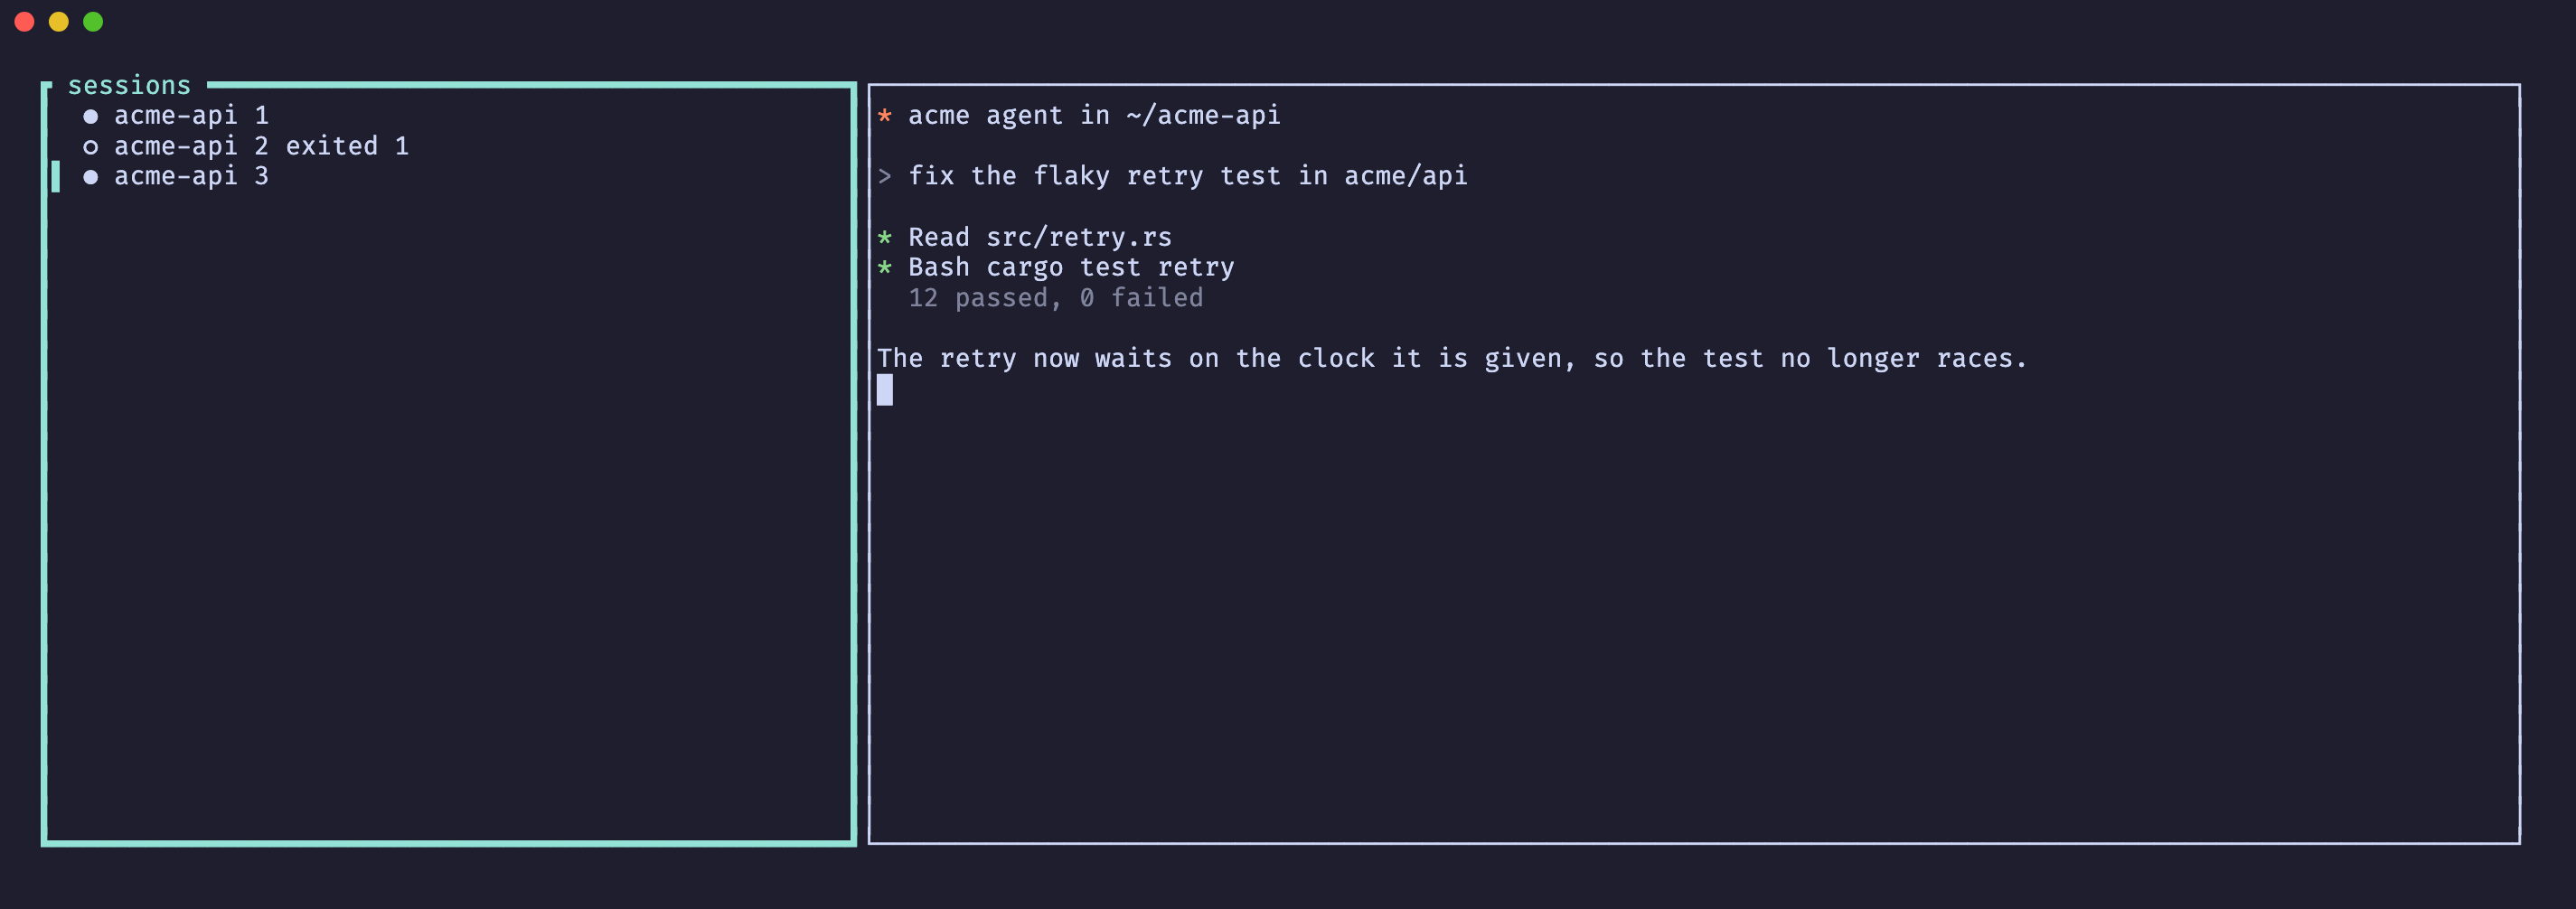 sessions
● acme-api 1
○ acme-api 2 exited 1
● acme-api 3
* acme agent in ~/acme-api
> fix the flaky retry test in acme/api
* Read src/retry.rs
* Bash cargo test retry
12 passed, 0 failed
The retry now waits on the clock it is given, so the test no longer races.